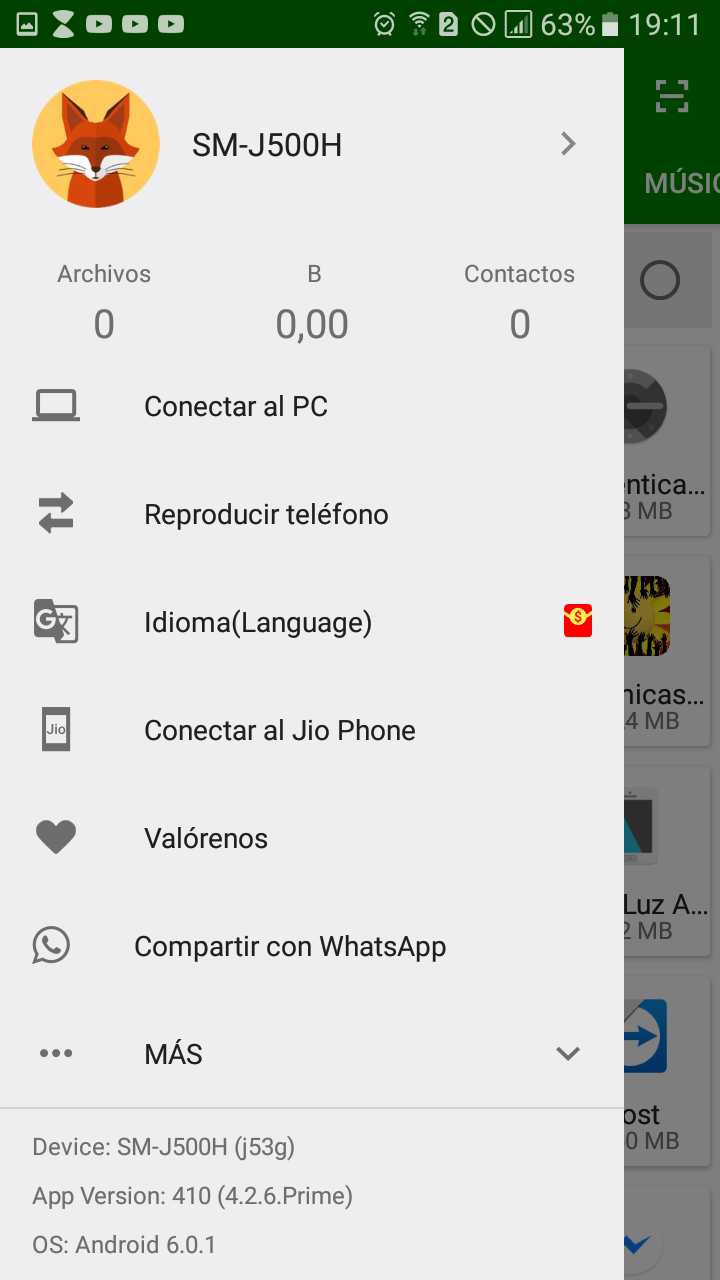 2 63% 19:11
SM-J500H
MÚSIC
Archivos B Contactos
0 0,00 0
Conectar al PC
entica...
3 MB
Reproducir teléfono
Idioma(Language)
$
nicas...
4 MB
Jio Conectar al Jio Phone
Valórenos
Luz A...
2 MB
Compartir con WhatsApp
MÁS
ost
0 MB
Device: SM-J500H (j53g)
App Version: 410 (4.2.6.Prime)
OS: Android 6.0.1